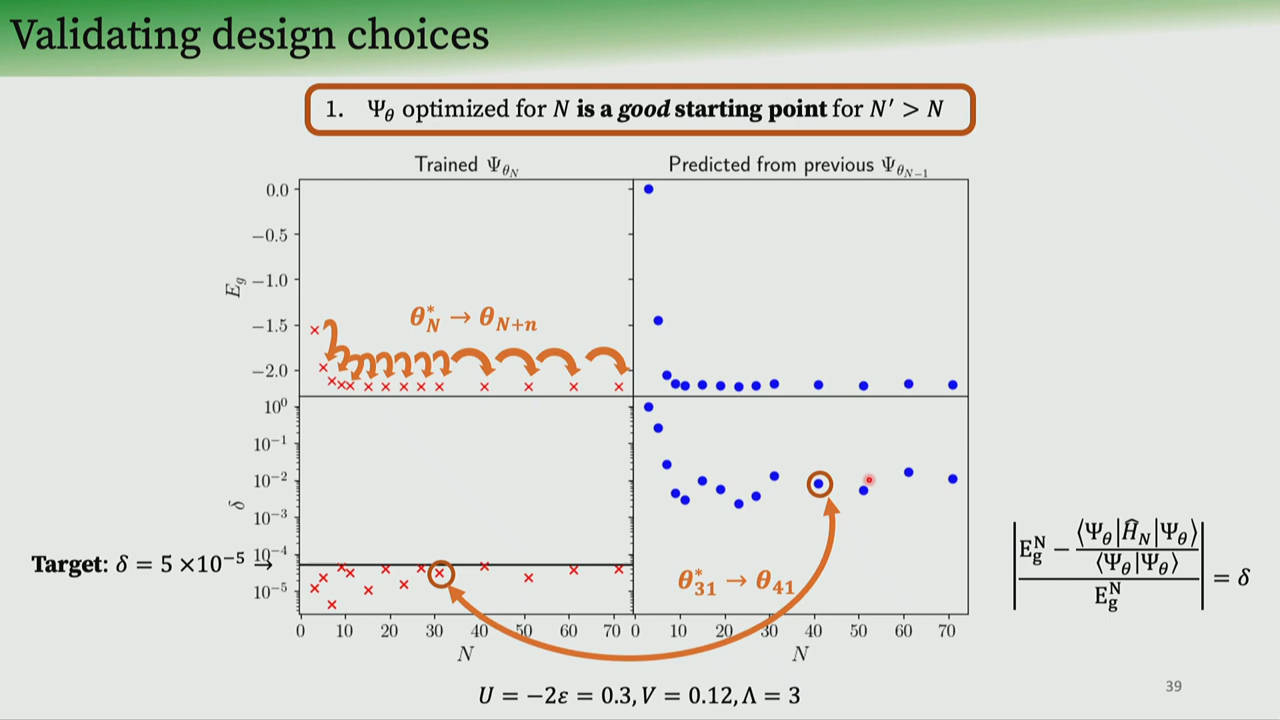 Validating design choices
1. Ψθ optimized for N is a good starting point for N′ > N
Trained Ψ_θ_N
Predicted from previous Ψ_θ_N−1
0.0
−0.5
−1.0
−1.5
−2.0
E_g
θ*_N → θ_N+n
10^0
10^−1
10^−2
10^−3
10^−4
10^−5
δ
Target: δ = 5 ×10^−5 →
θ*_31 → θ_41
|E_g^N − ⟨Ψθ|Ĥ_N|Ψθ⟩ / ⟨Ψθ|Ψθ⟩| / E_g^N = δ
0 10 20 30 40 50 60 70
0 10 20 30 40 50 60 70
N
N
U = −2ε = 0.3, V = 0.12, Λ = 3
39